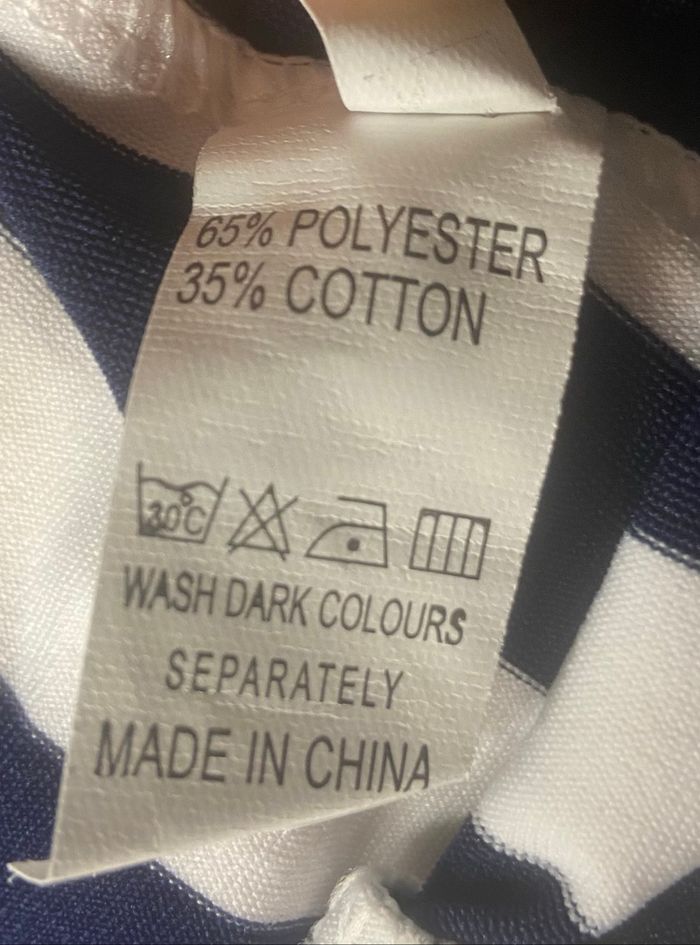 65% POLYESTER
35% COTTON
30°C
WASH DARK COLOURS
SEPARATELY
MADE IN CHINA